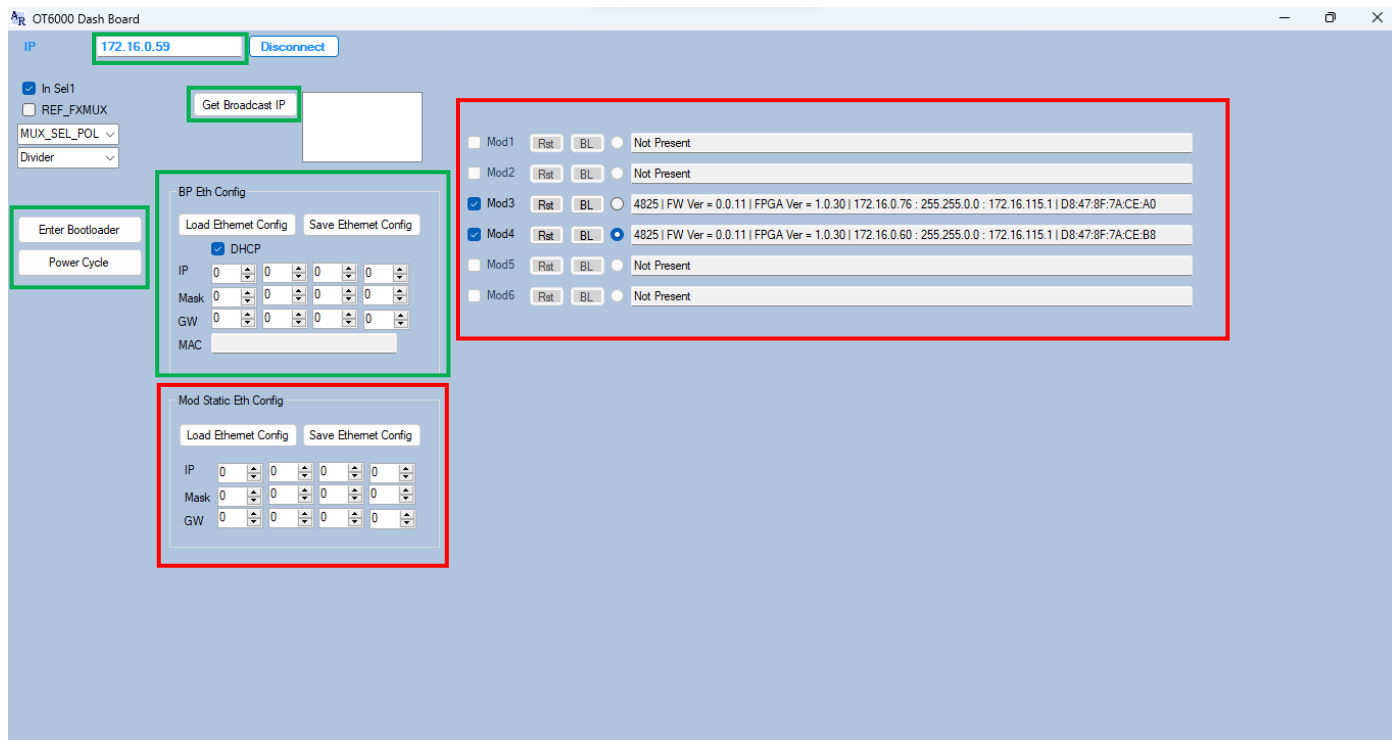 AR OT6000 Dash Board
IP 172.16.0.59 Disconnect
In Sel1
REF_FXMUX
MUX_SEL_POL
Divider
Get Broadcast IP
Enter Bootloader
Power Cycle
BP Eth Config
Load Ethernet Config Save Ethernet Config
DHCP
IP 0 0 0 0
Mask 0 0 0 0
GW 0 0 0 0
MAC
Mod Static Eth Config
Load Ethernet Config Save Ethernet Config
IP 0 0 0 0
Mask 0 0 0 0
GW 0 0 0 0
Mod1 Rst BL Not Present
Mod2 Rst BL Not Present
Mod3 Rst BL 4825 | FW Ver = 0.0.11 | FPGA Ver = 1.0.30 | 172.16.0.76 : 255.255.0.0 : 172.16.115.1 | D8:47:8F:7A:CE:A0
Mod4 Rst BL 4825 | FW Ver = 0.0.11 | FPGA Ver = 1.0.30 | 172.16.0.60 : 255.255.0.0 : 172.16.115.1 | D8:47:8F:7A:CE:B8
Mod5 Rst BL Not Present
Mod6 Rst BL Not Present